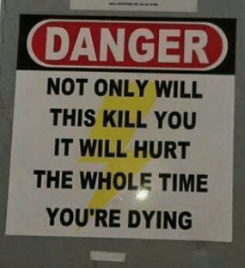 DANGER
NOT ONLY WILL
THIS KILL YOU
IT WILL HURT
THE WHOLE TIME
YOU'RE DYING